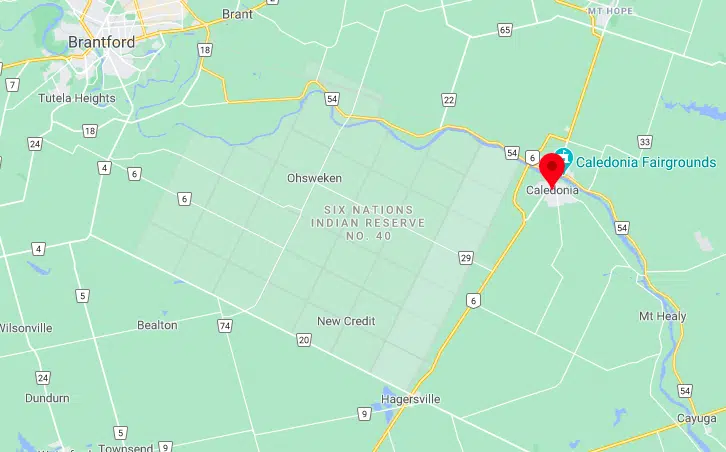 Brant
MT HOPE
Brantford
65
18
7
Tutela Heights
54
22
18
24
33
4
6
54
6
Caledonia Fairgrounds
Ohsweken
Caledonia
6
SIX NATIONS
INDIAN RESERVE
NO. 40
54
4
29
5
6
Wilsonville
Bealton
74
New Credit
Mt Healy
20
24
54
Dundurn
Hagersville
9
Cayuga
5
Townsend
9